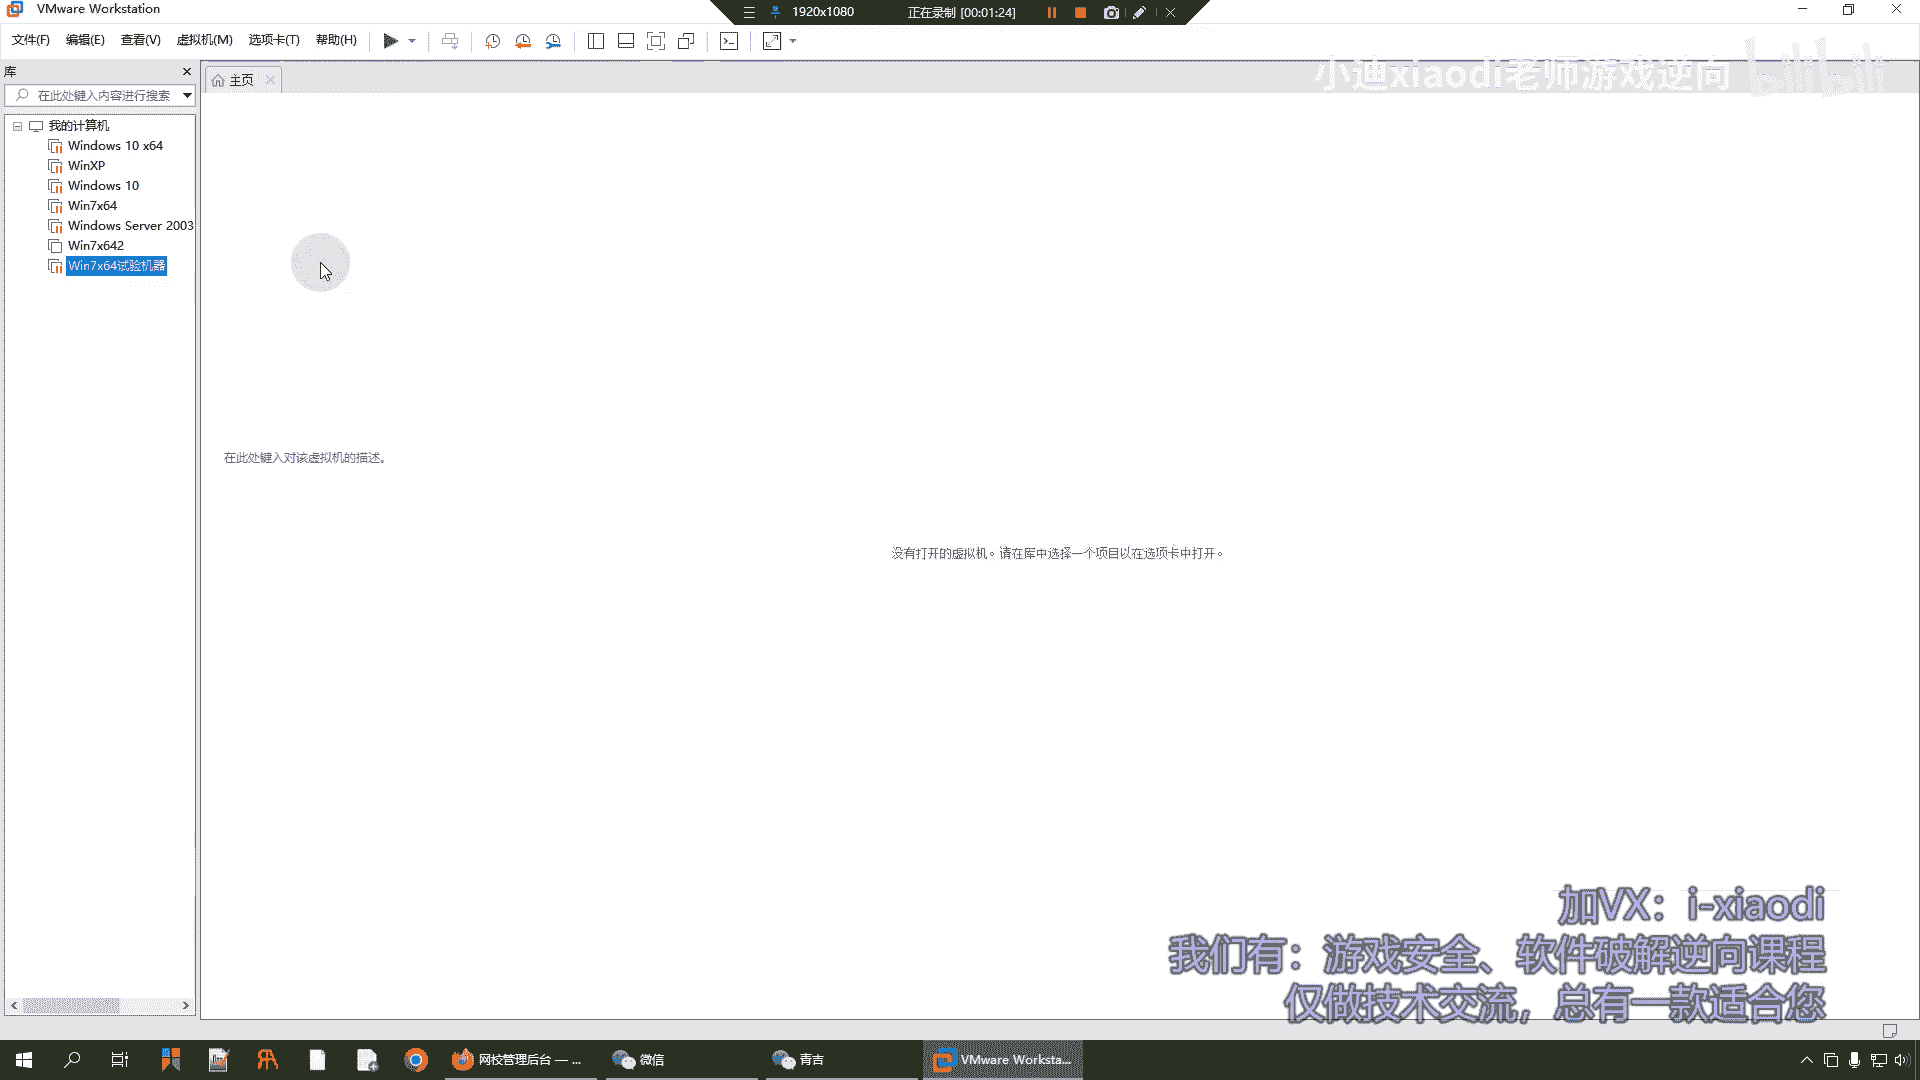 VMware Workstation
1920x1080
正在录制 [00:01:24]
文件(F)
编辑(E)
查看(V)
虚拟机(M)
选项卡(T)
帮助(H)
库
主页
小迪xiaodi老师游戏逆向
bilibili
在此处键入内容进行搜索
我的计算机
Windows 10 x64
WinXP
Windows 10
Win7x64
Windows Server 2003
Win7x642
Win7x64试验机器
在此处键入对该虚拟机的描述。
没有打开的虚拟机。请在库中选择一个项目以在选项卡中打开。
加VX：i-xiaodi
我们有：游戏安全、软件破解逆向课程
仅做技术交流，总有一款适合您
网校管理后台 — ...
微信
青吉
VMware Worksta...